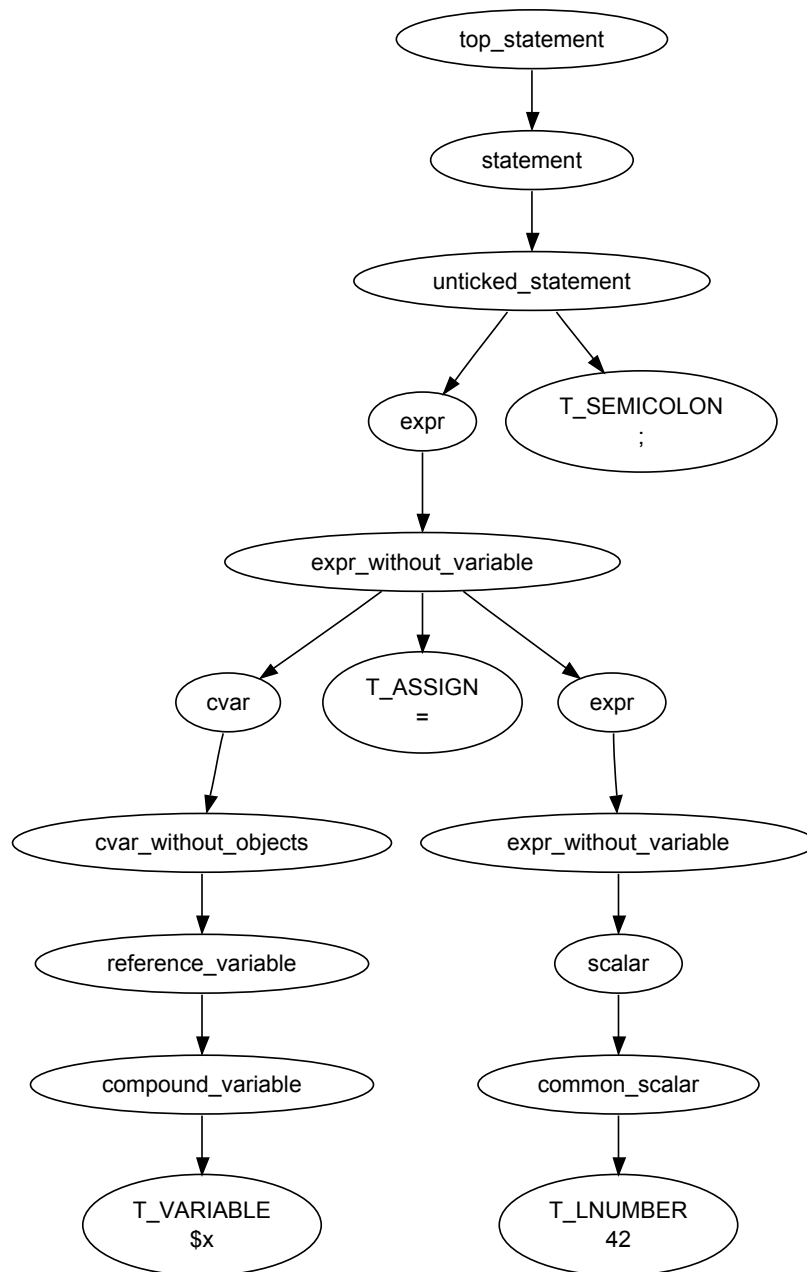 top_statement
statement
unticked_statement
expr
T_SEMICOLON
;
expr_without_variable
cvar
T_ASSIGN
=
expr
cvar_without_objects
expr_without_variable
reference_variable
scalar
compound_variable
common_scalar
T_VARIABLE
$x
T_LNUMBER
42